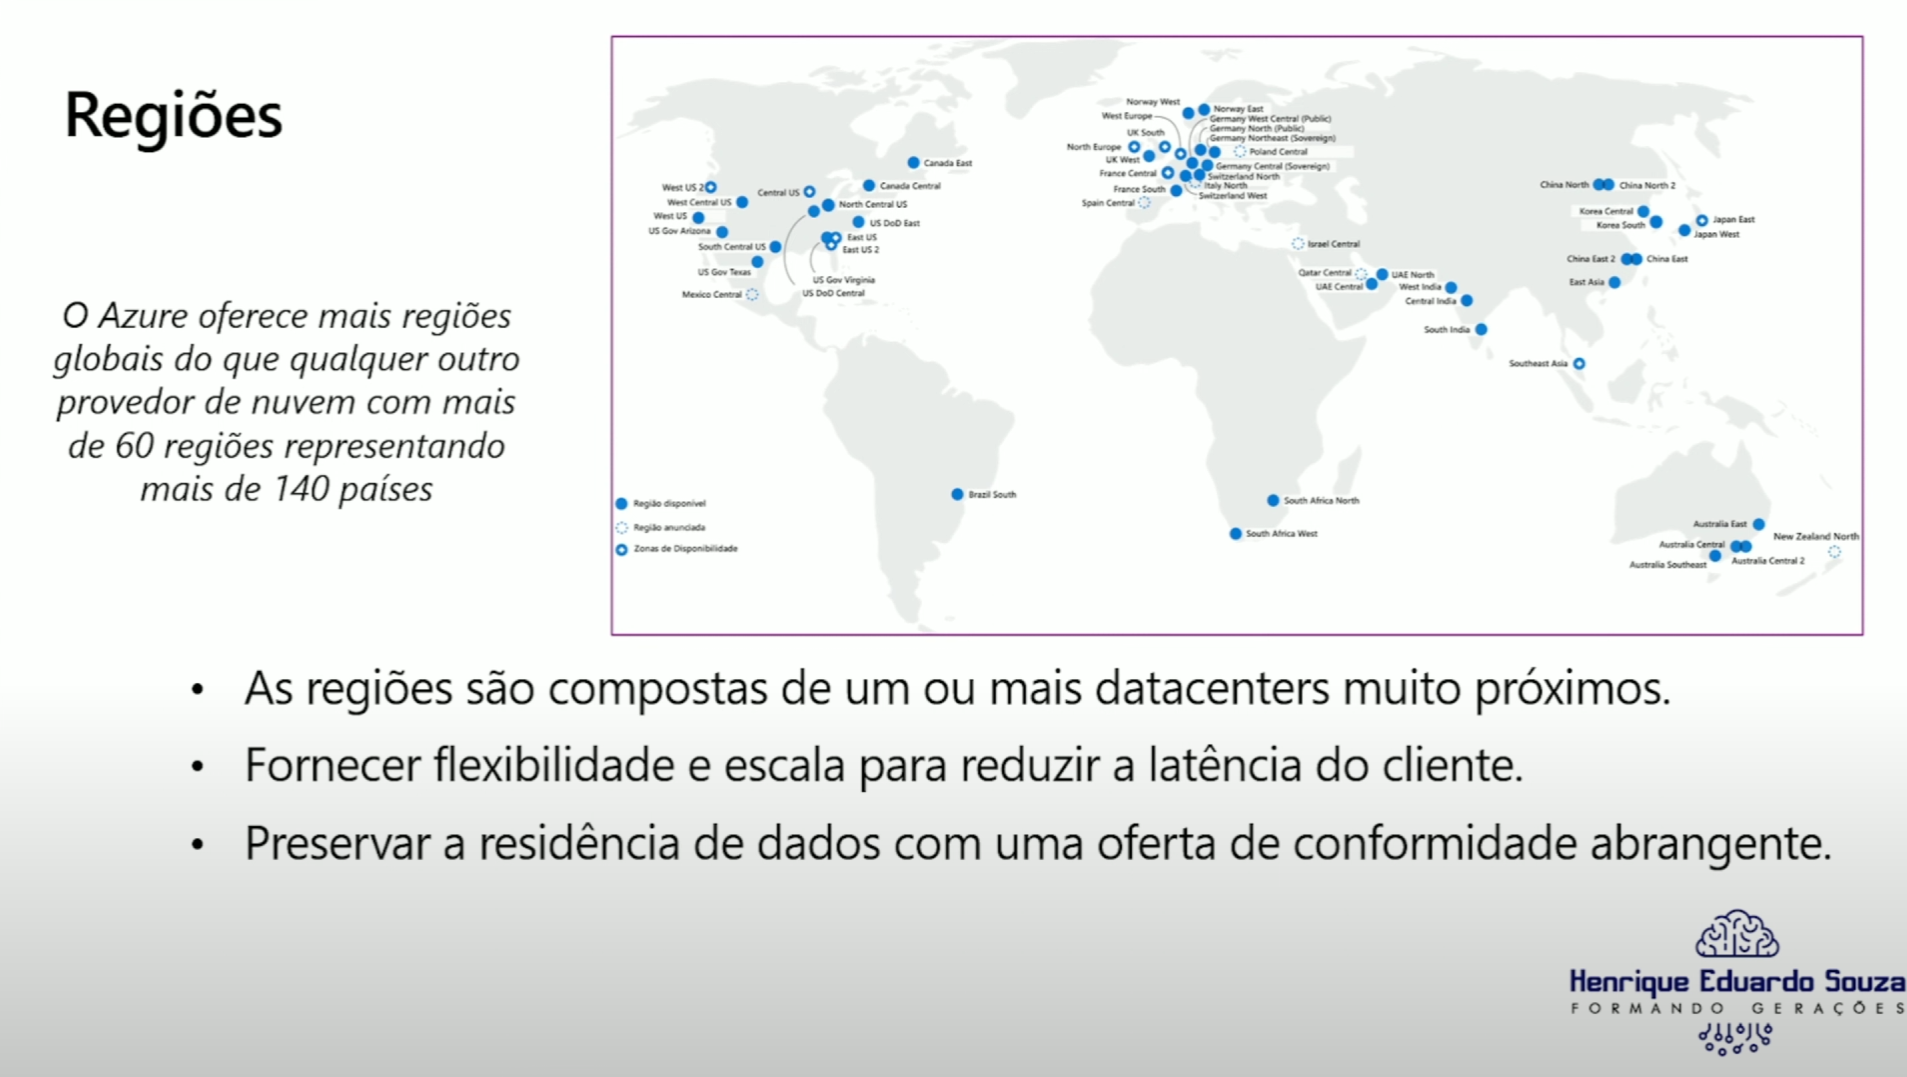 Regiões
O Azure oferece mais regiões
globais do que qualquer outro
provedor de nuvem com mais
de 60 regiões representando
mais de 140 países
Canada East
West US 2
Central US
Canada Central
West Central US
North Central US
West US
US DoD East
US Gov Arizona
East US
South Central US
East US 2
US Gov Texas
US Gov Virginia
Mexico Central
US DoD Central
Brazil South
Norway West
Norway East
West Europe
Germany West Central (Public)
Germany North (Public)
UK South
Germany Northeast (Sovereign)
North Europe
Poland Central
UK West
Germany Central (Sovereign)
France Central
Switzerland North
Italy North
France South
Switzerland West
Spain Central
Israel Central
Qatar Central
UAE North
UAE Central
West India
Central India
South India
China North
China North 2
Korea Central
Japan East
Korea South
Japan West
China East 2
China East
East Asia
Southeast Asia
South Africa North
South Africa West
Australia East
New Zealand North
Australia Central
Australia Central 2
Australia Southeast
Região disponível
Região anunciada
Zonas de Disponibilidade
• As regiões são compostas de um ou mais datacenters muito próximos.
• Fornecer flexibilidade e escala para reduzir a latência do cliente.
• Preservar a residência de dados com uma oferta de conformidade abrangente.
Henrique Eduardo Souza
FORMANDO GERAÇÕES